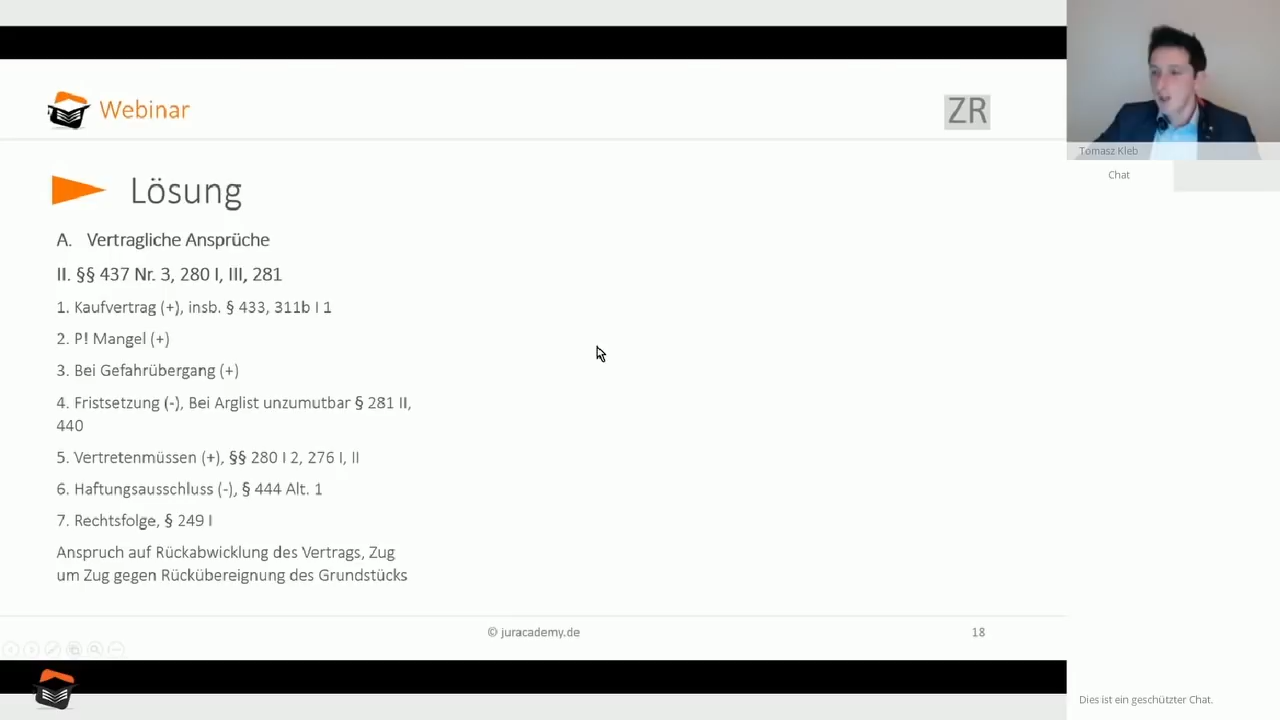 Webinar
ZR
Tomasz Kleb
Chat
Lösung
A. Vertragliche Ansprüche
II. §§ 437 Nr. 3, 280 I, III, 281
1. Kaufvertrag (+), insb. § 433, 311b I 1
2. P! Mangel (+)
3. Bei Gefahrübergang (+)
4. Fristsetzung (-), Bei Arglist unzumutbar § 281 II,
440
5. Vertretenmüssen (+), §§ 280 I 2, 276 I, II
6. Haftungsausschluss (-), § 444 Alt. 1
7. Rechtsfolge, § 249 I
Anspruch auf Rückabwicklung des Vertrags, Zug
um Zug gegen Rückübereignung des Grundstücks
© juracademy.de
18
Dies ist ein geschützter Chat.